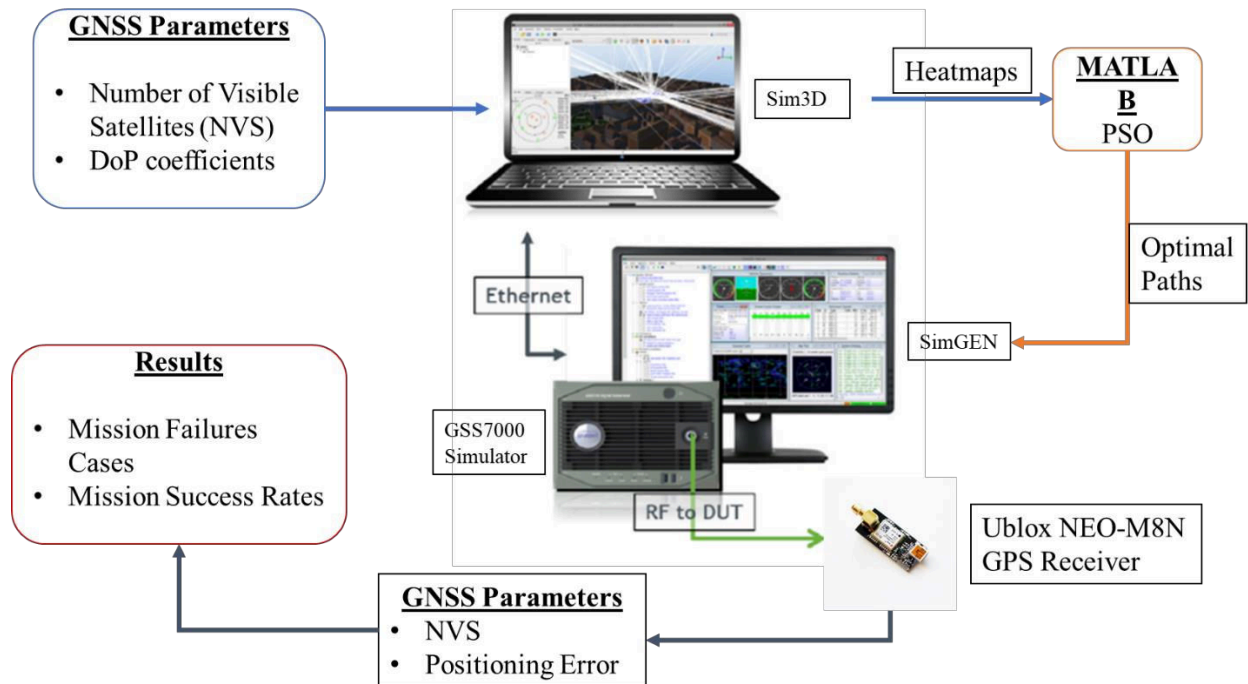 GNSS Parameters
• Number of Visible
Satellites (NVS)
• DoP coefficients
Sim3D
Heatmaps
MATLA
B
PSO
Optimal
Paths
Ethernet
SimGEN
GSS7000
Simulator
RF to DUT
Ublox NEO-M8N
GPS Receiver
GNSS Parameters
• NVS
• Positioning Error
Results
• Mission Failures
Cases
• Mission Success Rates